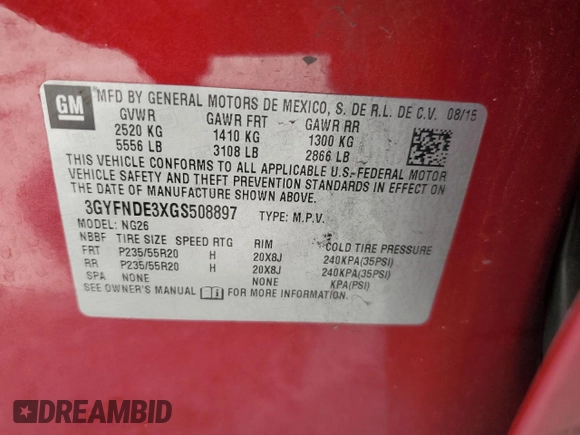 GM
MFD BY GENERAL MOTORS DE MEXICO, S. DE R.L. DE C.V. 08/15
GVWR GAWR FRT GAWR RR
2520 KG 1410 KG 1300 KG
5556 LB 3108 LB 2866 LB
THIS VEHICLE CONFORMS TO ALL APPLICABLE U.S. FEDERAL MOTOR
VEHICLE SAFETY AND THEFT PREVENTION STANDARDS IN EFFECT ON
THE DATE OF MANUFACTURE SHOWN ABOVE.
3GYFNDE3XGS508897 TYPE: M.P.V.
MODEL: NG26
NBBF TIRE SIZE SPEED RTG RIM COLD TIRE PRESSURE
FRT P235/55R20 H 20X8J 240KPA(35PSI)
RR P235/55R20 H 20X8J 240KPA(35PSI)
SPA NONE NONE KPA(PSI)
SEE OWNER'S MANUAL FOR MORE INFORMATION.
DREAMBID